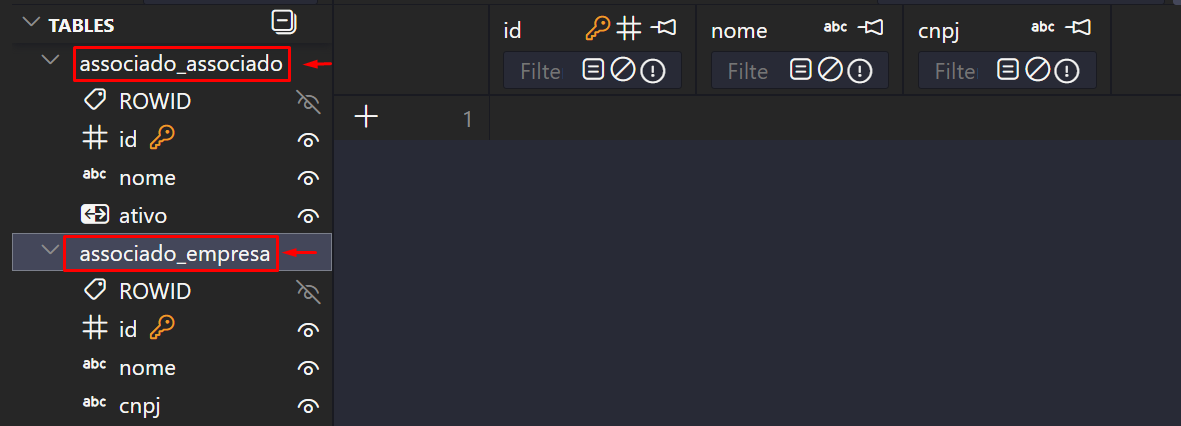 TABLES
associado_associado
ROWID
id
nome
abc
ativo
associado_empresa
ROWID
id
abc nome
abc cnpj
id nome abc cnpj abc
Filte Filte Filte
1